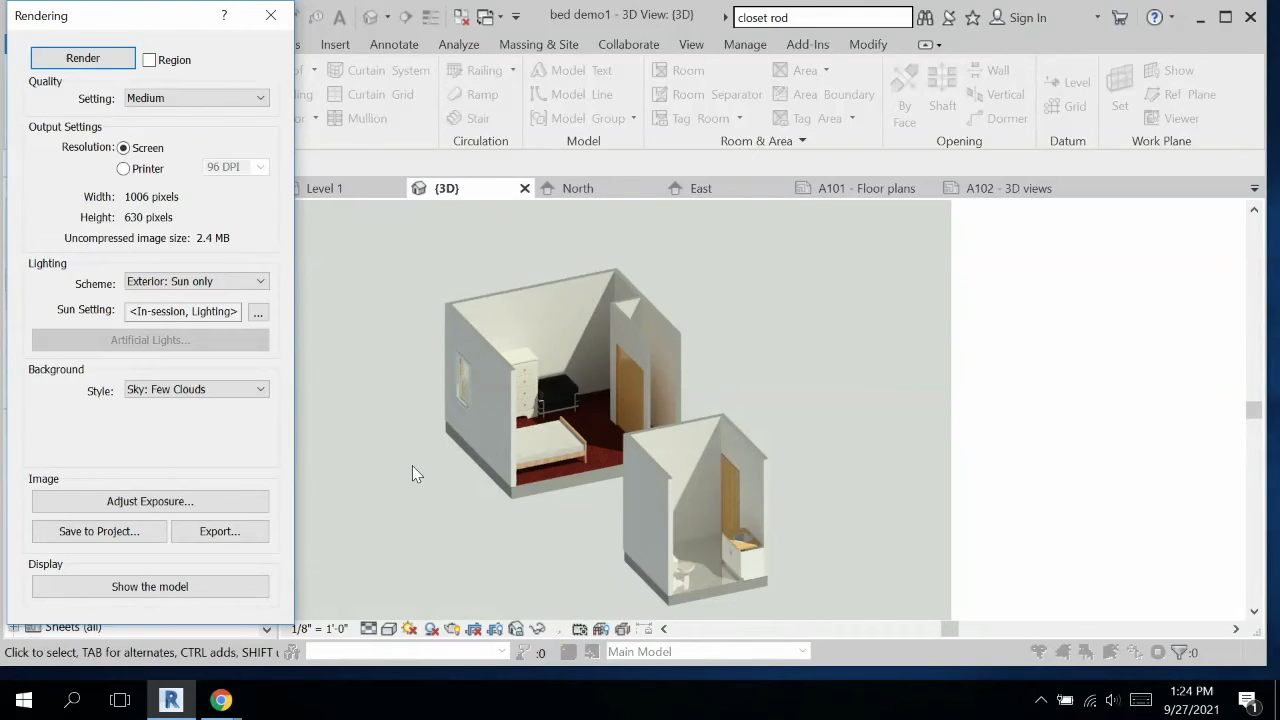 Rendering
?
bed demo1 - 3D View: {3D}
closet rod
Sign In
Insert
Annotate
Analyze
Massing & Site
Collaborate
View
Manage
Add-Ins
Modify
Render
Region
Quality
Setting:
Medium
Output Settings
Resolution:
Screen
Printer
96 DPI
Width:
1006 pixels
Height:
630 pixels
Uncompressed image size:
2.4 MB
Lighting
Scheme:
Exterior: Sun only
Sun Setting:
<In-session, Lighting>
...
Artificial Lights...
Background
Style:
Sky: Few Clouds
Image
Adjust Exposure...
Save to Project...
Export...
Display
Show the model
Curtain System
Curtain Grid
Mullion
Railing
Ramp
Stair
Circulation
Model Text
Model Line
Model Group
Model
Room
Room Separator
Tag Room
Area
Area Boundary
Tag Area
Room & Area
By
Face
Shaft
Wall
Vertical
Dormer
Opening
Level
Grid
Datum
Set
Show
Ref Plane
Viewer
Work Plane
Level 1
{3D}
North
East
A101 - Floor plans
A102 - 3D views
Sheets (all)
1/8" = 1'-0"
Click to select, TAB for alternates, CTRL adds, SHIFT
:0
Main Model
:0
R
1:24 PM
9/27/2021
1